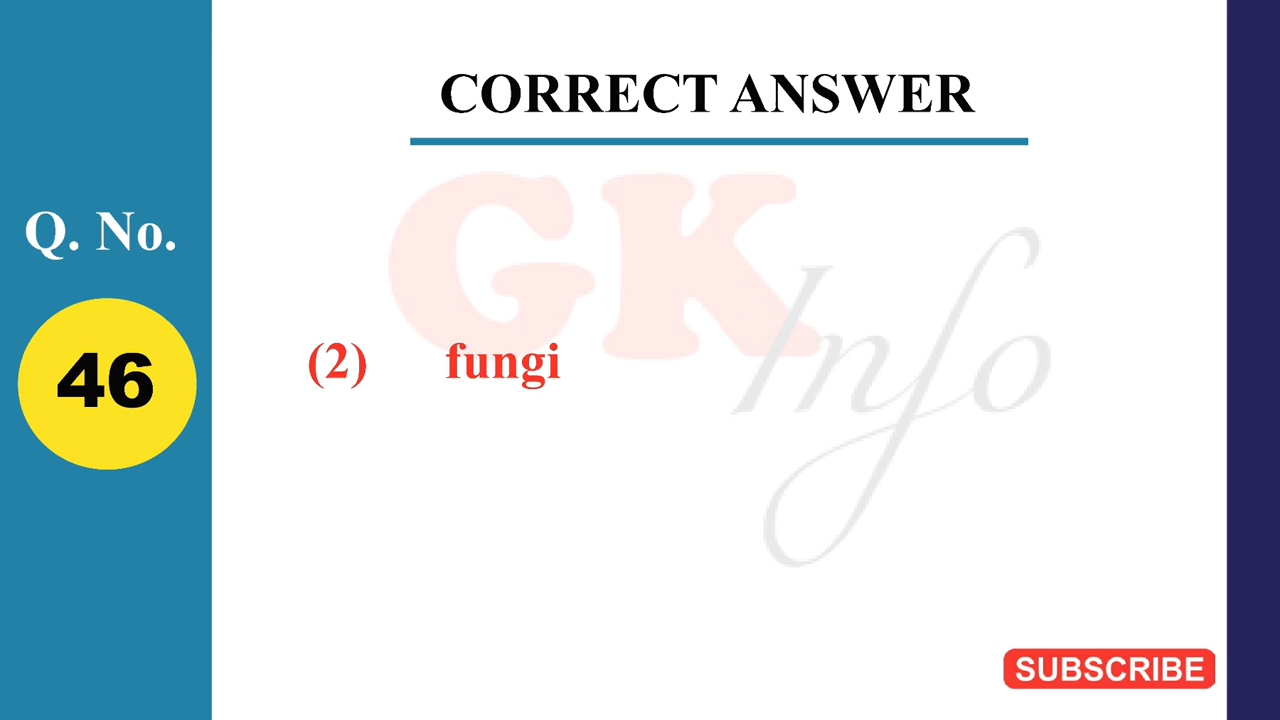 CORRECT ANSWER
Q. No.
46
GK Info
(2) fungi
SUBSCRIBE